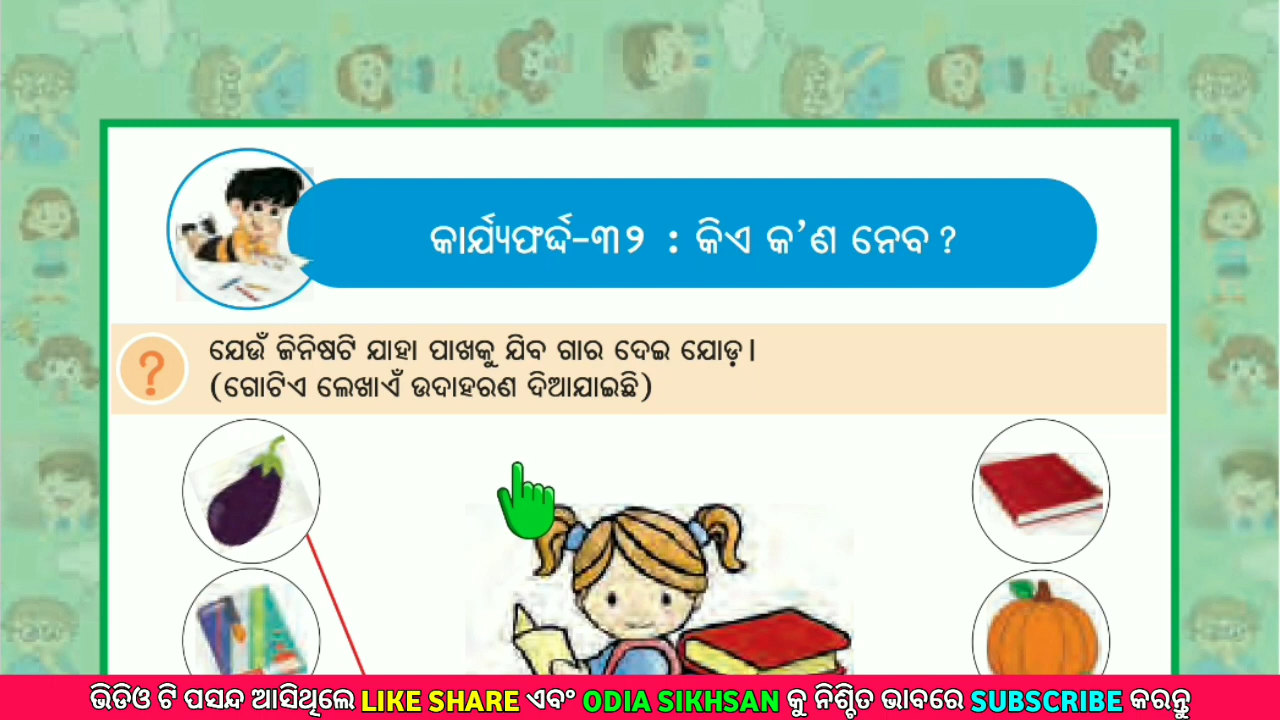 କାର୍ଯ୍ୟଫର୍ଦ୍ଦ-୩୨ : କିଏ କ'ଣ ନେବ ?
?
ଯେଉଁ ଜିନିଷଟି ଯାହା ପାଖକୁ ଯିବ ଗାର ଦେଇ ଯୋଡ଼।
(ଗୋଟିଏ ଲେଖାଏଁ ଉଦାହରଣ ଦିଆଯାଇଛି)
ଭିଡିଓ ଟି ପସନ୍ଦ ଆସିଥିଲେ LIKE SHARE ଏବଂ ODIA SIKHSAN କୁ ନିଶ୍ଚିତ ଭାବରେ SUBSCRIBE କରନ୍ତୁ